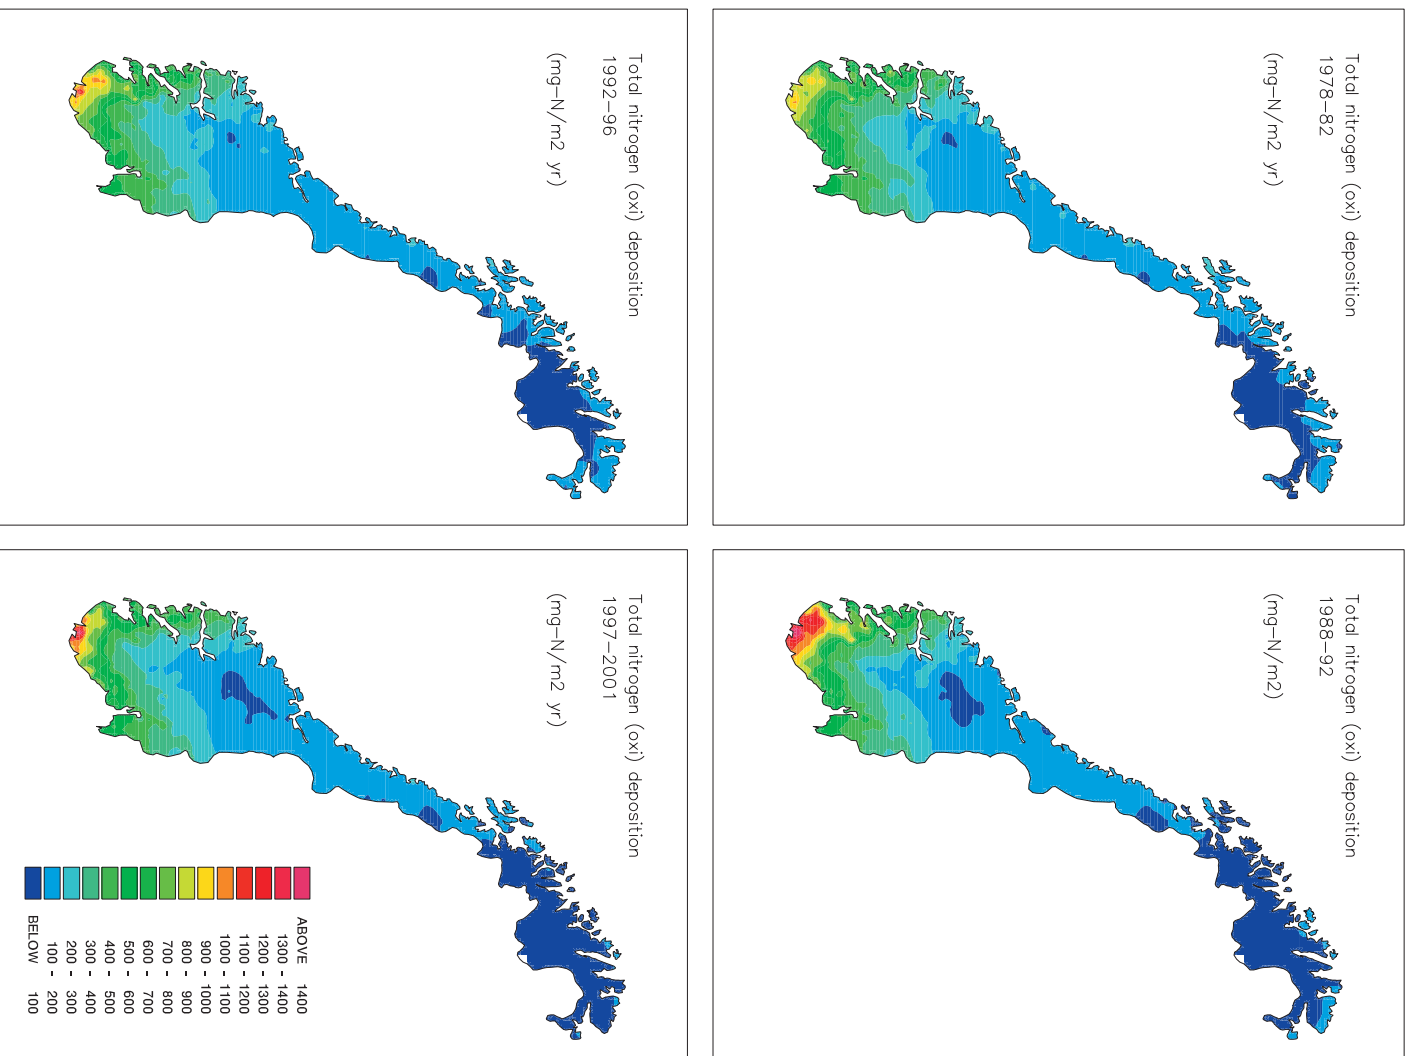 Total nitrogen (oxi) deposition
1978-82
(mg-N/m2 yr)
Total nitrogen (oxi) deposition
1988-92
(mg-N/m2)
Total nitrogen (oxi) deposition
1992-96
(mg-N/m2 yr)
Total nitrogen (oxi) deposition
1997-2001
(mg-N/m2 yr)
ABOVE 1400
1300 - 1400
1200 - 1300
1100 - 1200
1000 - 1100
900 - 1000
800 - 900
700 - 800
600 - 700
500 - 600
400 - 500
300 - 400
200 - 300
100 - 200
BELOW 100